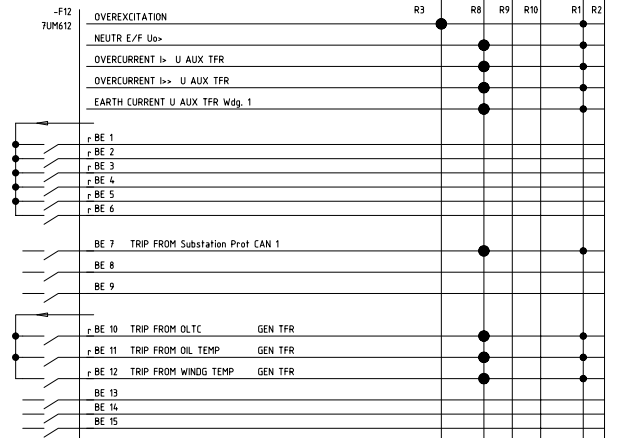 -F12
7UM612
R3 R8 R9 R10 R1 R2
OVEREXCITATION
NEUTR E/F Uo>
OVERCURRENT I> U AUX TFR
OVERCURRENT I>> U AUX TFR
EARTH CURRENT U AUX TFR Wdg. 1
BE 1
BE 2
BE 3
BE 4
BE 5
BE 6
BE 7 TRIP FROM Substation Prot CAN 1
BE 8
BE 9
BE 10 TRIP FROM OLTC GEN TFR
BE 11 TRIP FROM OIL TEMP GEN TFR
BE 12 TRIP FROM WINDG TEMP GEN TFR
BE 13
BE 14
BE 15